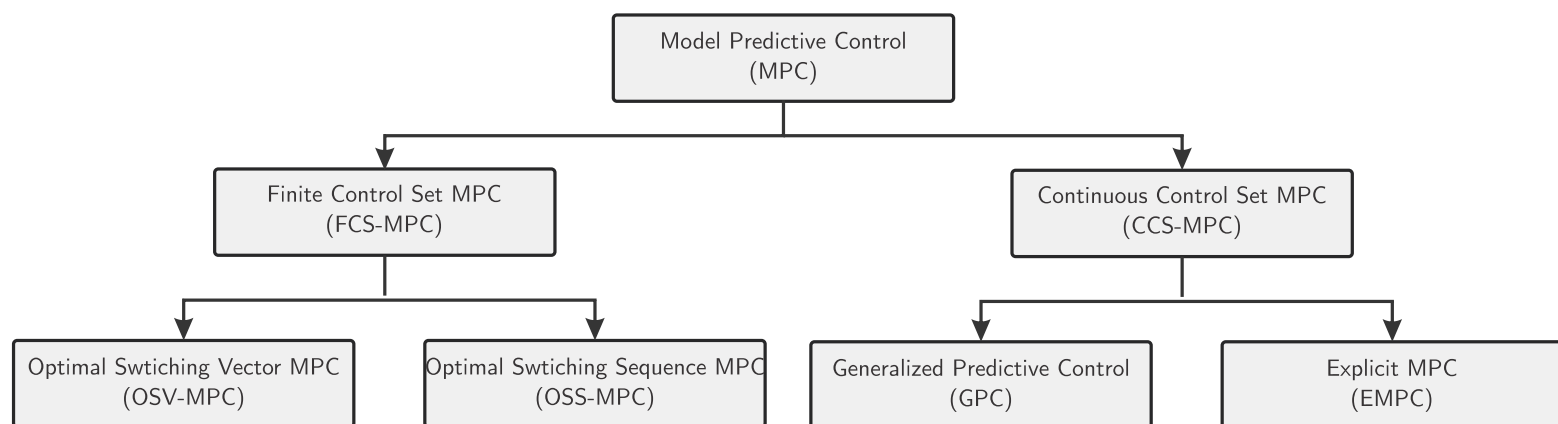 Model Predictive Control
(MPC)
Finite Control Set MPC
(FCS-MPC)
Continuous Control Set MPC
(CCS-MPC)
Optimal Swtiching Vector MPC
(OSV-MPC)
Optimal Swtiching Sequence MPC
(OSS-MPC)
Generalized Predictive Control
(GPC)
Explicit MPC
(EMPC)